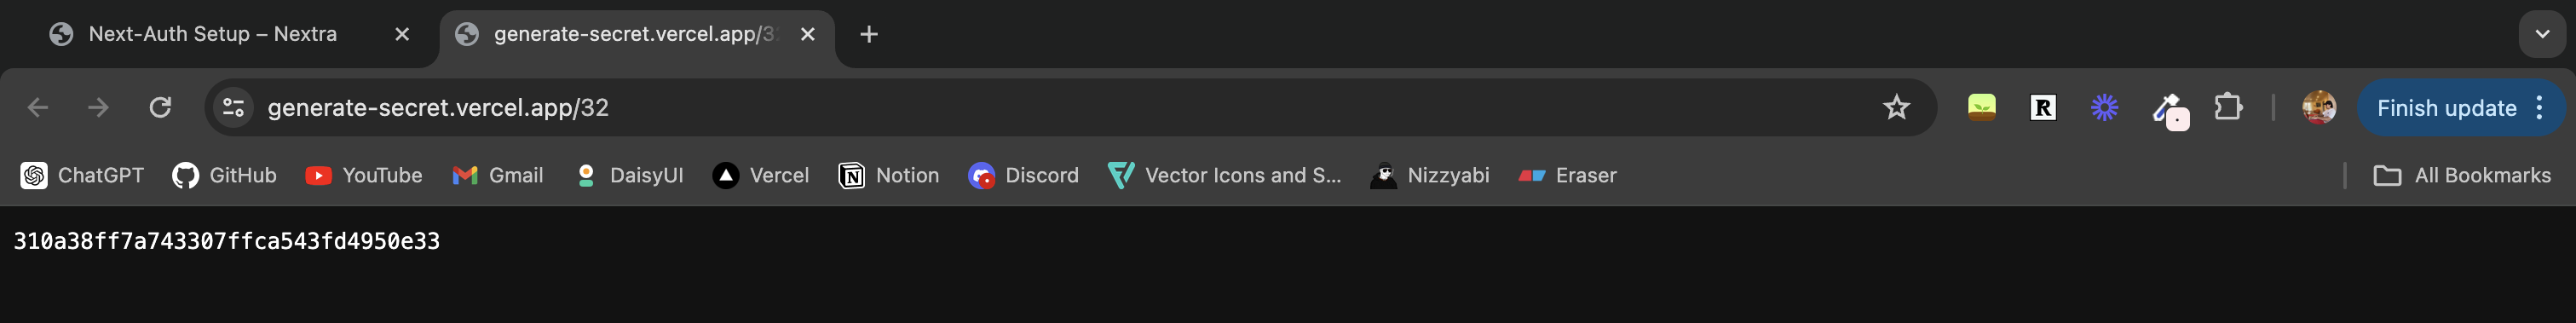 Next-Auth Setup – Nextra
generate-secret.vercel.app/3
generate-secret.vercel.app/32
Finish update
ChatGPT GitHub YouTube Gmail DaisyUI Vercel Notion Discord Vector Icons and S... Nizzyabi Eraser All Bookmarks
310a38ff7a743307ffca543fd4950e33